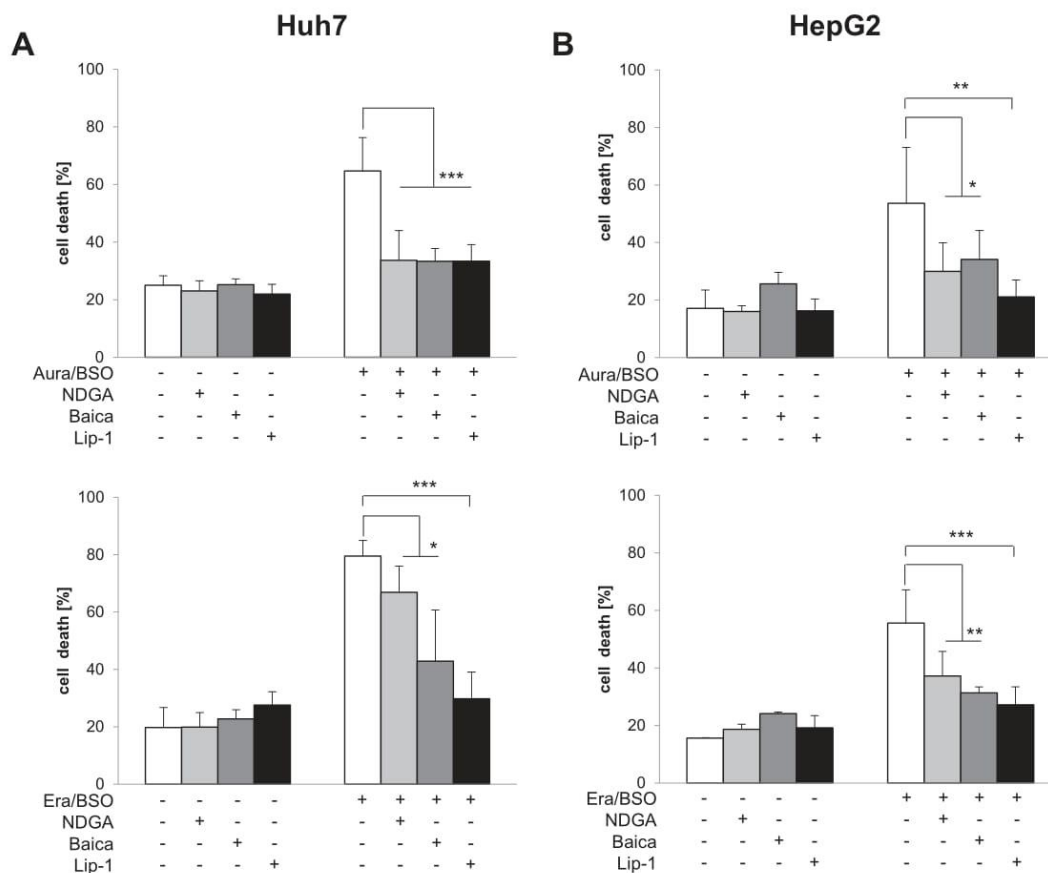 A Huh7
B HepG2
100
80
60
40
20
0
cell death [%]
***
Aura/BSO - - - - + + + +
NDGA - + - - - + - -
Baica - - + - - - + -
Lip-1 - - - + - - - +
100
80
60
40
20
0
cell death [%]
**
*
Aura/BSO - - - - + + + +
NDGA - + - - - + - -
Baica - - + - - - + -
Lip-1 - - - + - - - +
100
80
60
40
20
0
cell death [%]
***
*
Era/BSO - - - - + + + +
NDGA - + - - - + - -
Baica - - + - - - + -
Lip-1 - - - + - - - +
100
80
60
40
20
0
cell death [%]
***
**
Era/BSO - - - - + + + +
NDGA - + - - - + - -
Baica - - + - - - + -
Lip-1 - - - + - - - +